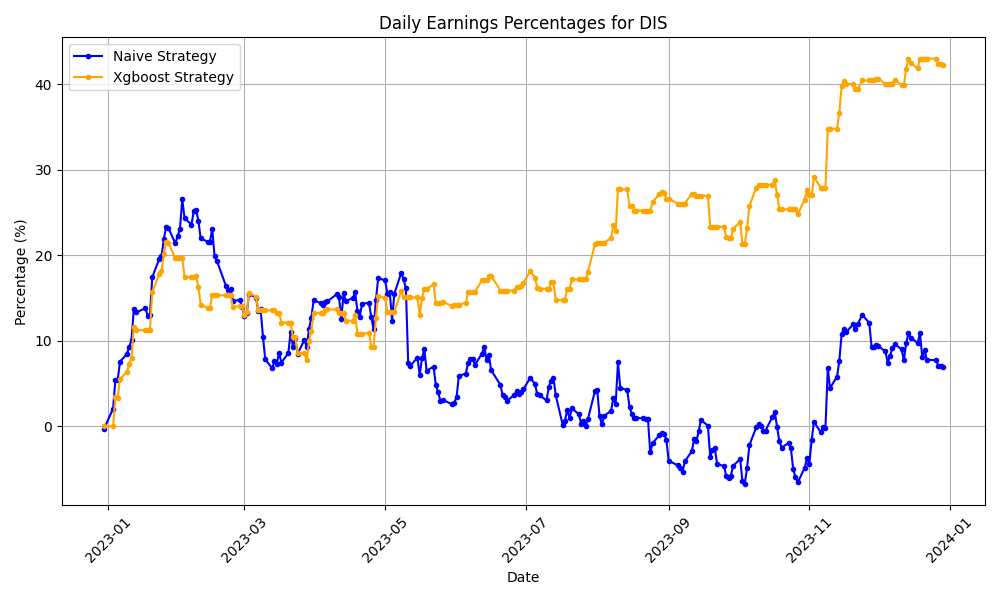 Daily Earnings Percentages for DIS
Naive Strategy
Xgboost Strategy
Percentage (%)
40
30
20
10
0
2023-01
2023-03
2023-05
2023-07
2023-09
2023-11
2024-01
Date